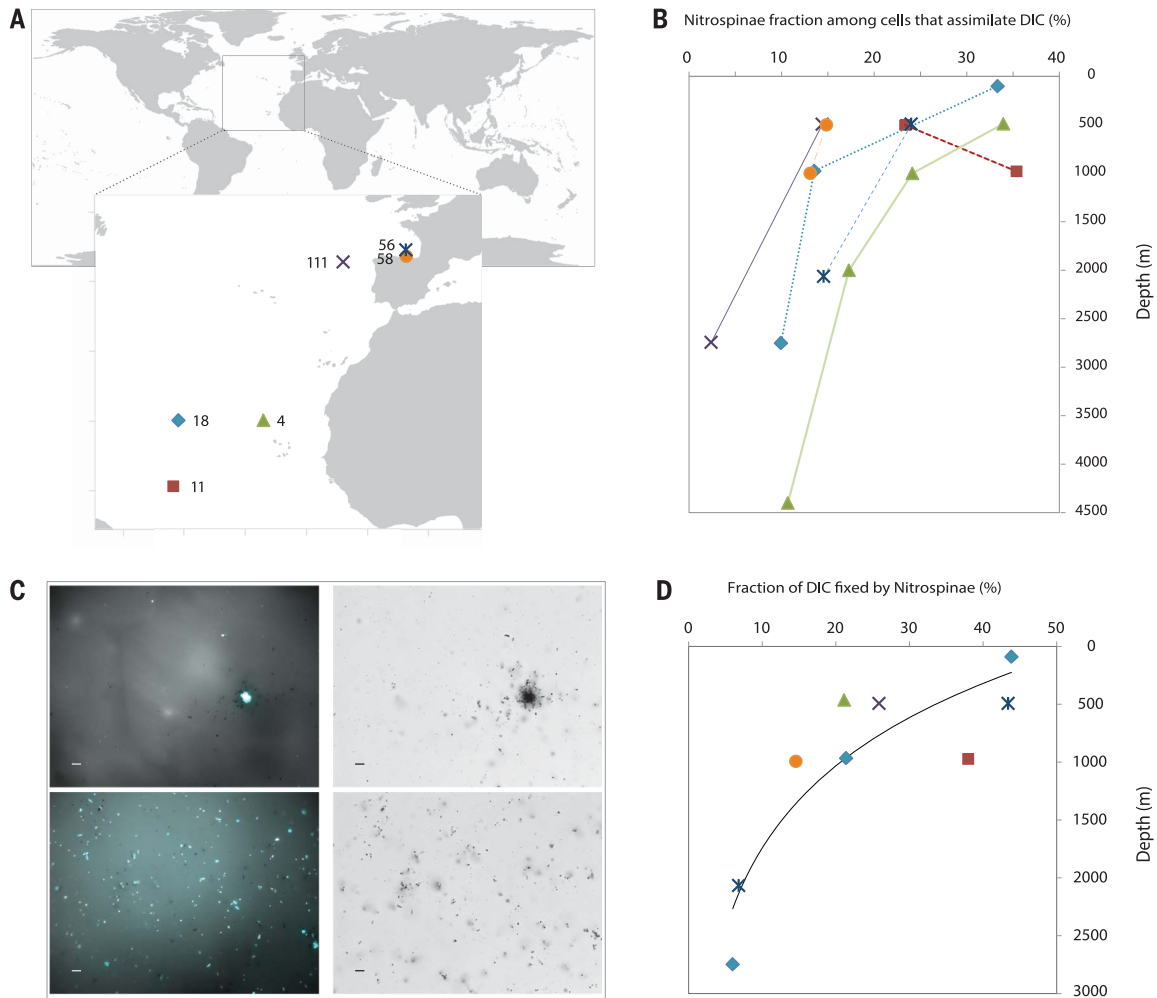 A
56
58
111
18
4
11
B Nitrospinae fraction among cells that assimilate DIC (%)
0 10 20 30 40
0
500
1000
1500
2000
2500
3000
3500
4000
4500
Depth (m)
C
D Fraction of DIC fixed by Nitrospinae (%)
0 10 20 30 40 50
0
500
1000
1500
2000
2500
3000
Depth (m)